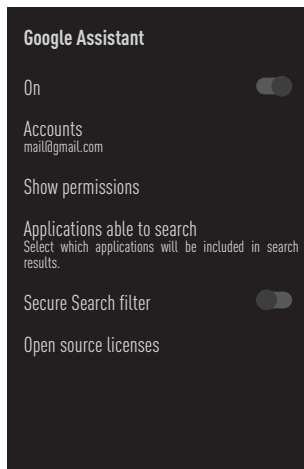 Google Assistant
On
Accounts
mail@gmail.com
Show permissions
Applications able to search
Select which applications will be included in search
results.
Secure Search filter
Open source licenses